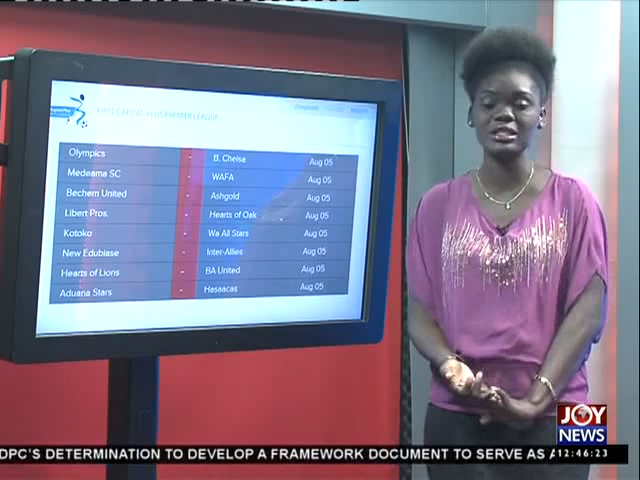 FIRST CAPITAL PLUS PREMIER LEAGUE
Olympics - B. Chelsa Aug 05
Medeama SC - WAFA Aug 05
Bechem United - Ashgold Aug 05
Libert Pros. - Hearts of Oak Aug 05
Kotoko - Wa All Stars Aug 05
New Edubiase - Inter-Allies Aug 05
Hearts of Lions - BA United Aug 05
Aduana Stars - Hasaacas Aug 05
JOY
NEWS
DPC'S DETERMINATION TO DEVELOP A FRAMEWORK DOCUMENT TO SERVE AS 12:46:23